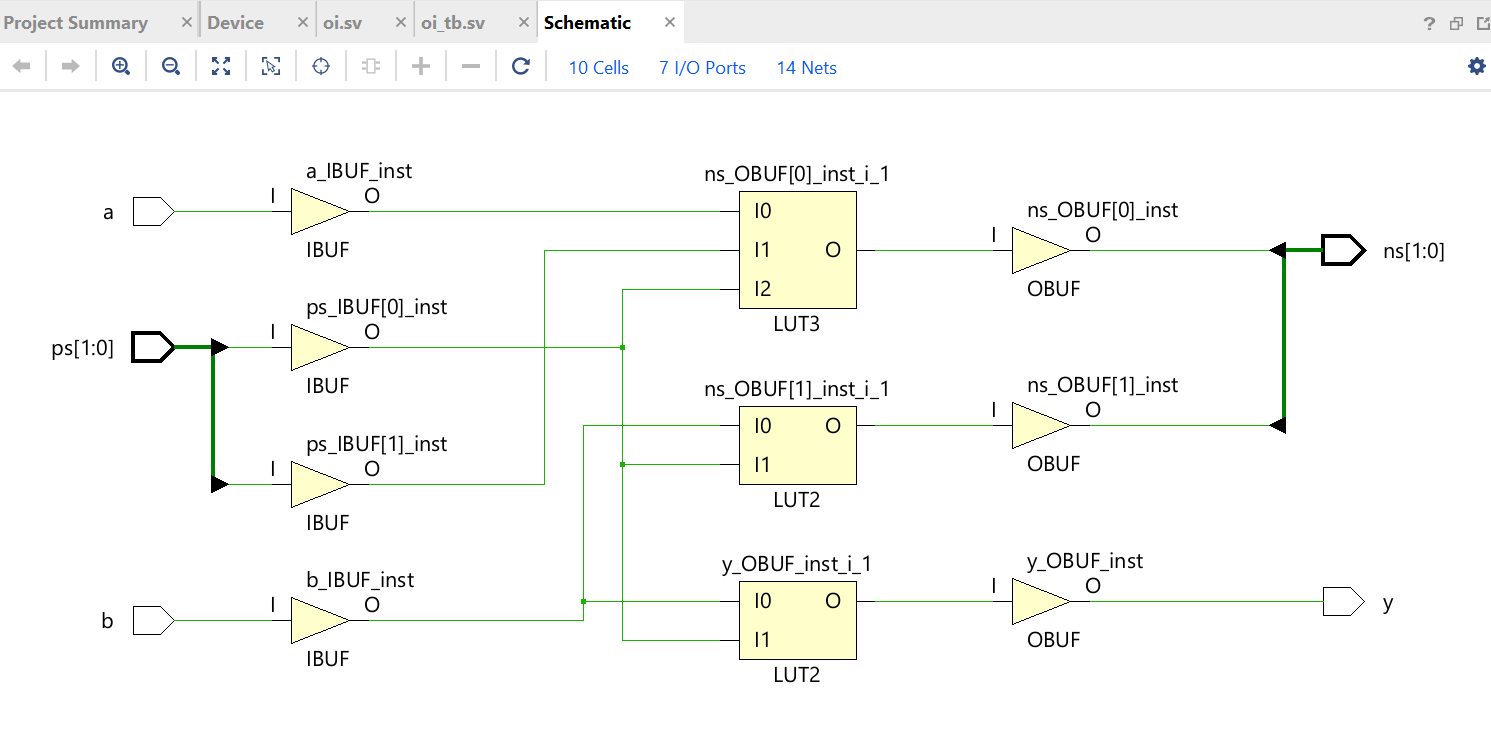 Project Summary × Device × oi.sv × oi_tb.sv × Schematic × ?
10 Cells 7 I/O Ports 14 Nets
a_IBUF_inst
ns_OBUF[0]_inst_i_1
a I O I0
IBUF
I1 O
I2
LUT3
ns_OBUF[0]_inst
I O
OBUF
ns[1:0]
ps_IBUF[0]_inst
ps[1:0] I O
IBUF
ns_OBUF[1]_inst_i_1
I0 O
I1
LUT2
ns_OBUF[1]_inst
I O
OBUF
ps_IBUF[1]_inst
I O
IBUF
b_IBUF_inst
b I O
IBUF
y_OBUF_inst_i_1
I0 O
I1
LUT2
y_OBUF_inst
I O
OBUF
y